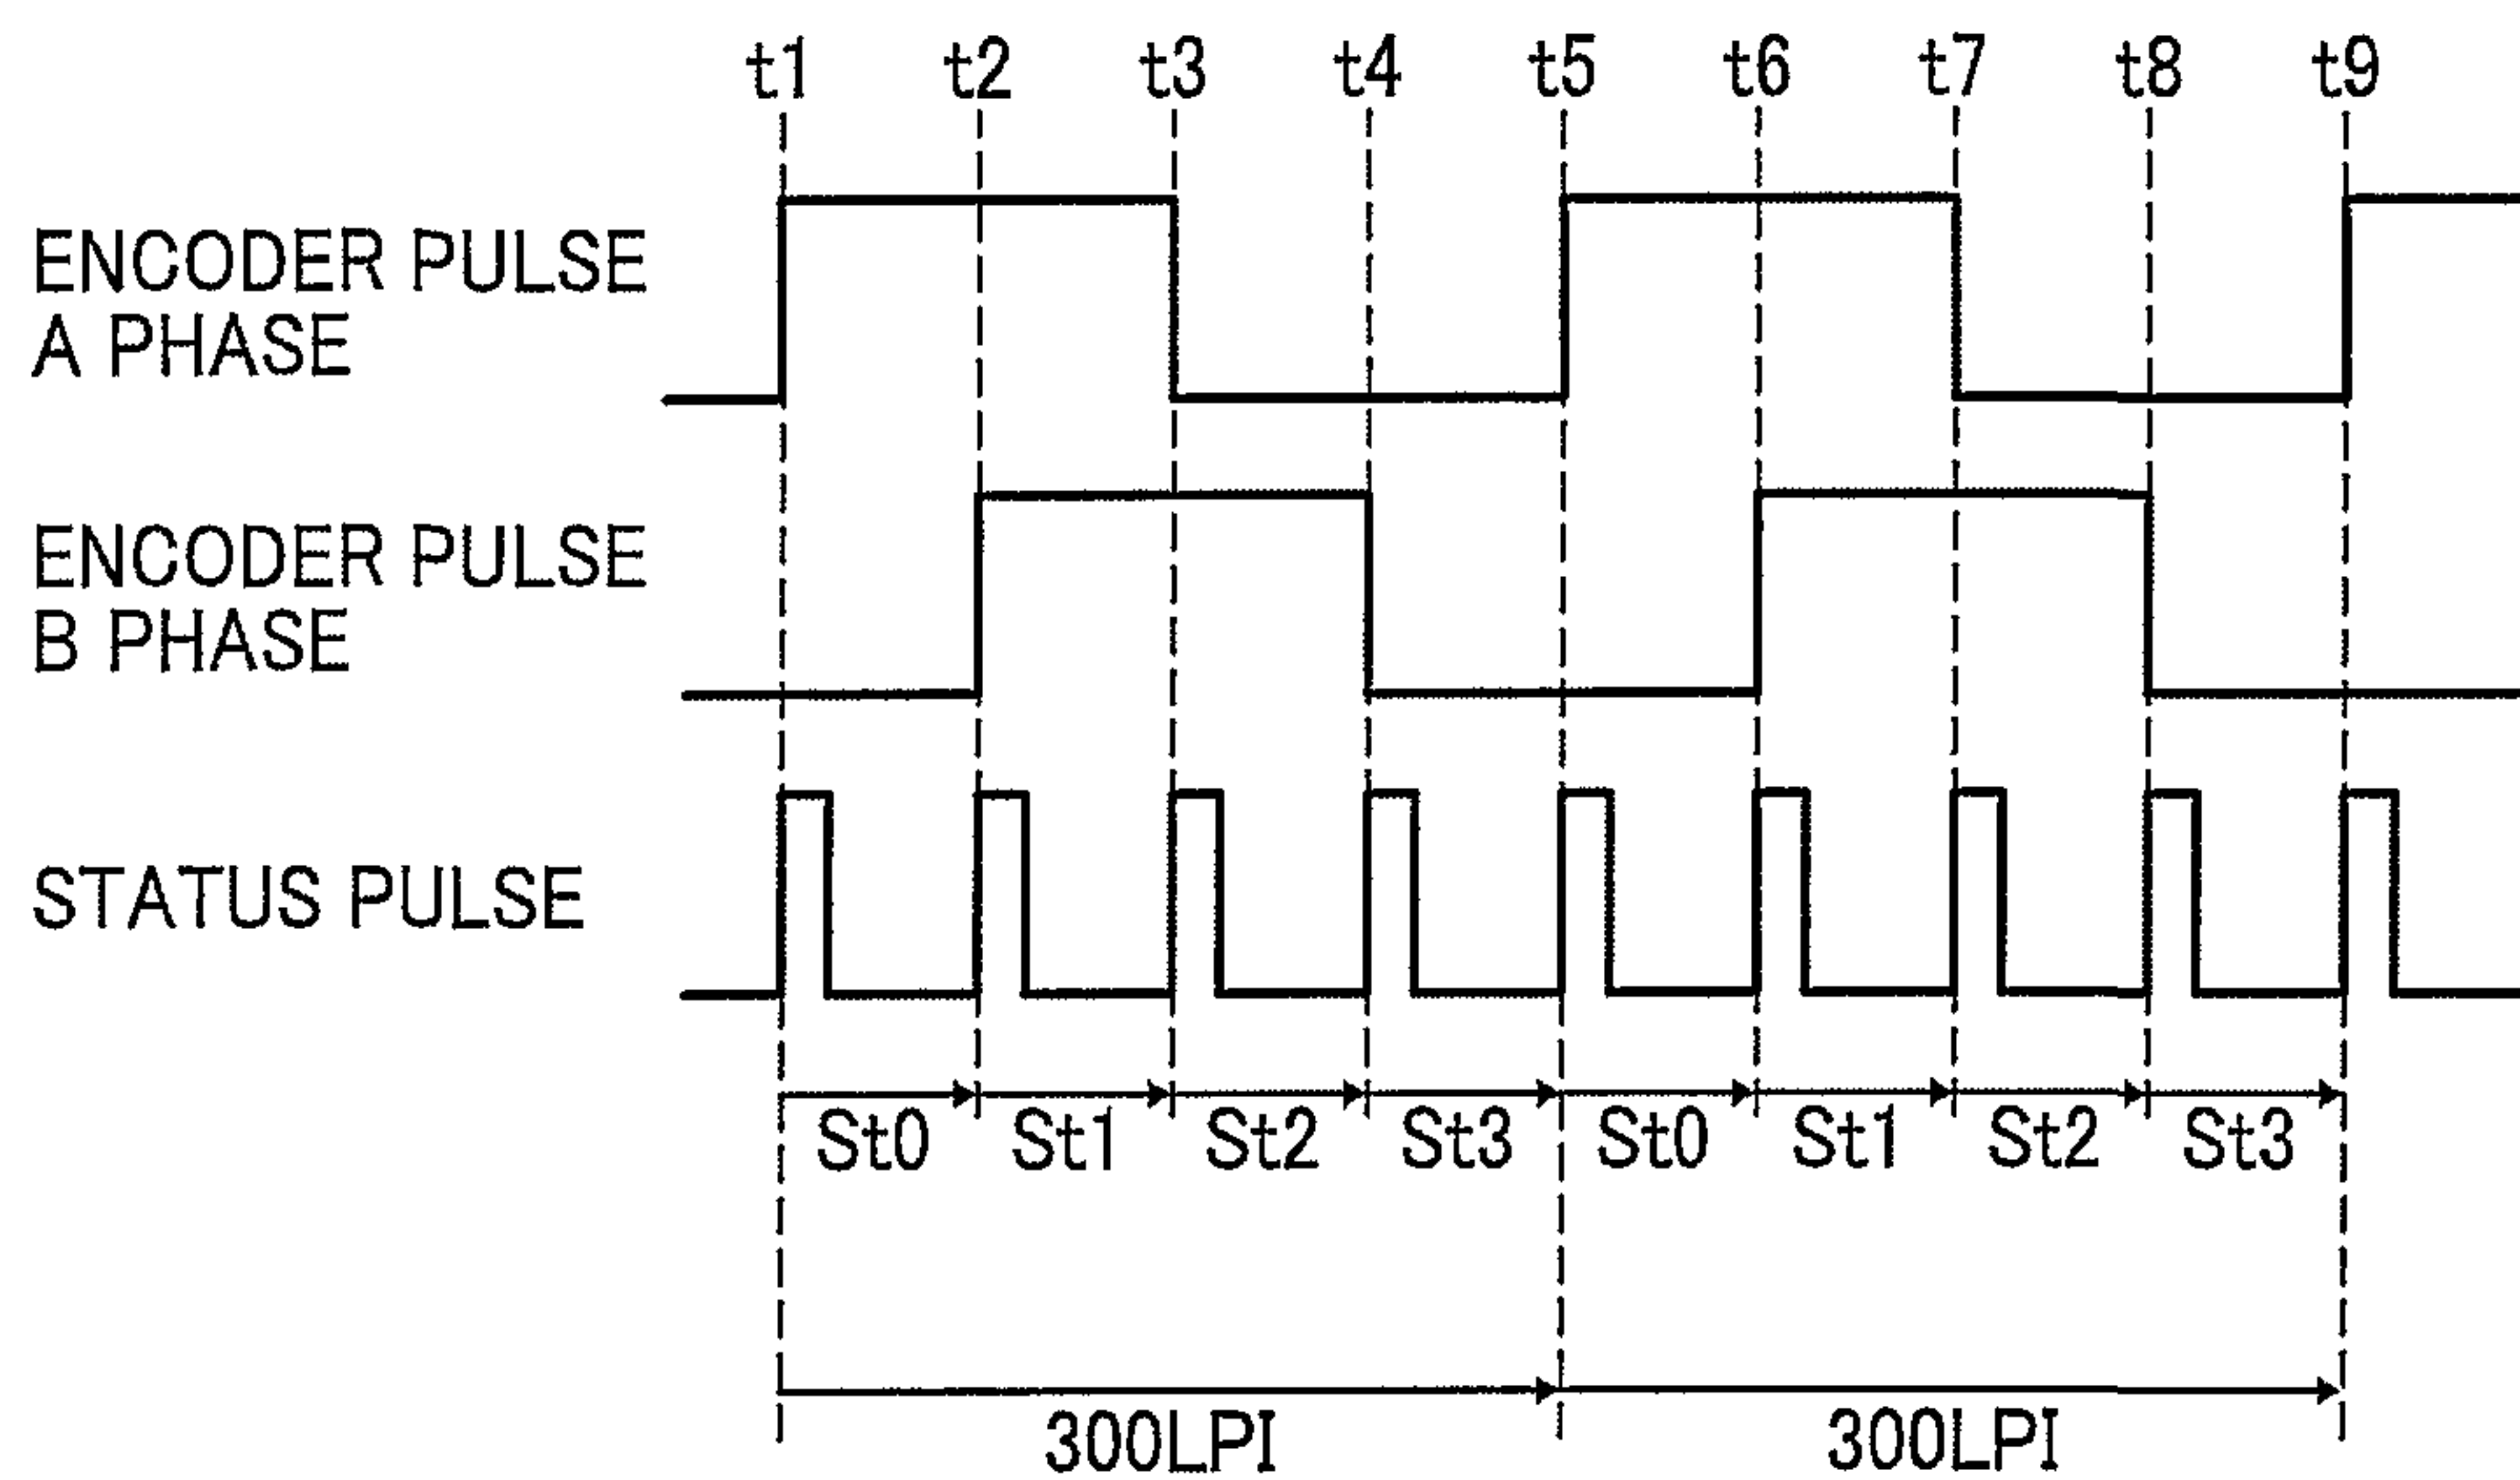 t1 t2 t3 t4 t5 t6 t7 t8 t9
ENCODER PULSE
A PHASE
ENCODER PULSE
B PHASE
STATUS PULSE
St0 St1 St2 St3 St0 St1 St2 St3
300LPI 300LPI